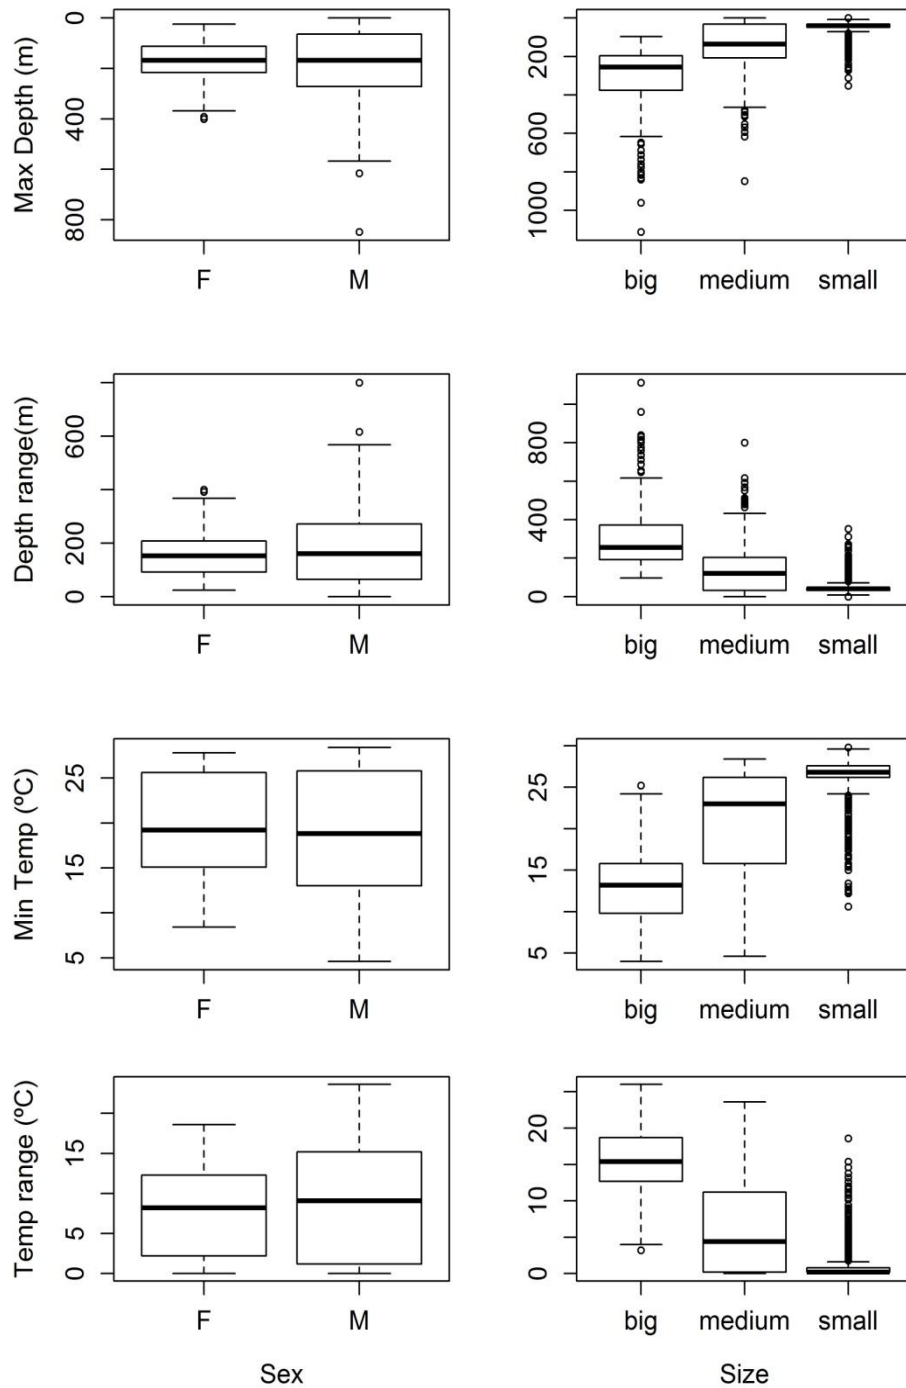 Max Depth (m)
0
400
800
F
M
200
600
1000
big
medium
small
Depth range(m)
600
200
0
F
M
800
400
0
big
medium
small
Min Temp (ºC)
25
15
5
F
M
25
15
5
big
medium
small
Temp range (ºC)
15
5
0
F
M
20
10
0
big
medium
small
Sex
Size